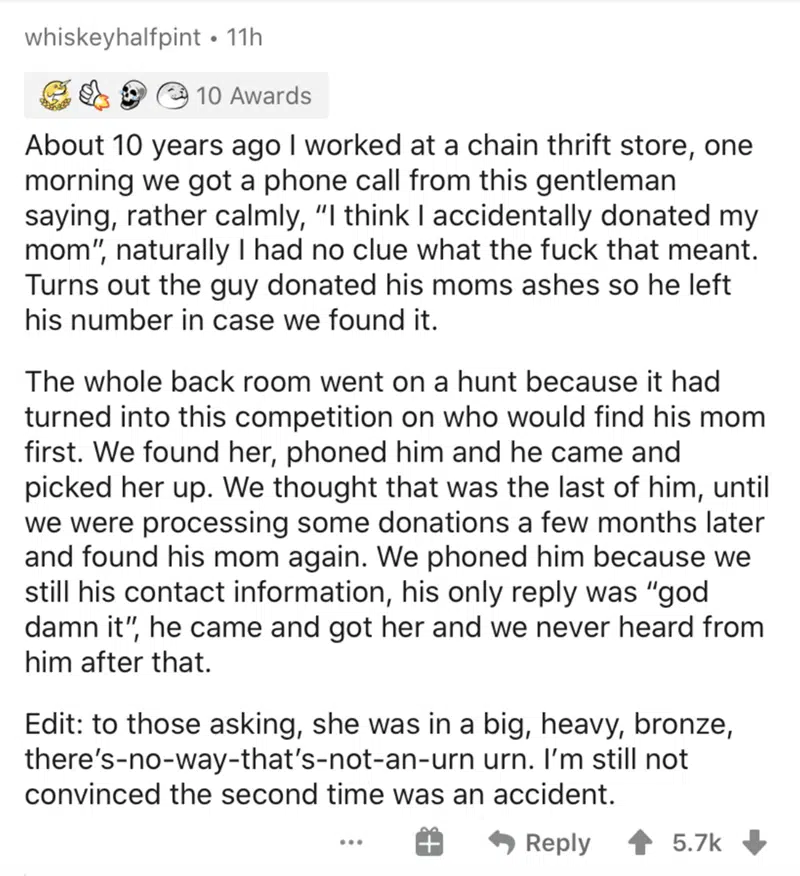 whiskeyhalfpint • 11h
10 Awards
About 10 years ago I worked at a chain thrift store, one
morning we got a phone call from this gentleman
saying, rather calmly, “I think I accidentally donated my
mom”, naturally I had no clue what the fuck that meant.
Turns out the guy donated his moms ashes so he left
his number in case we found it.
The whole back room went on a hunt because it had
turned into this competition on who would find his mom
first. We found her, phoned him and he came and
picked her up. We thought that was the last of him, until
we were processing some donations a few months later
and found his mom again. We phoned him because we
still his contact information, his only reply was “god
damn it”, he came and got her and we never heard from
him after that.
Edit: to those asking, she was in a big, heavy, bronze,
there’s-no-way-that’s-not-an-urn urn. I’m still not
convinced the second time was an accident.
... Reply 5.7k